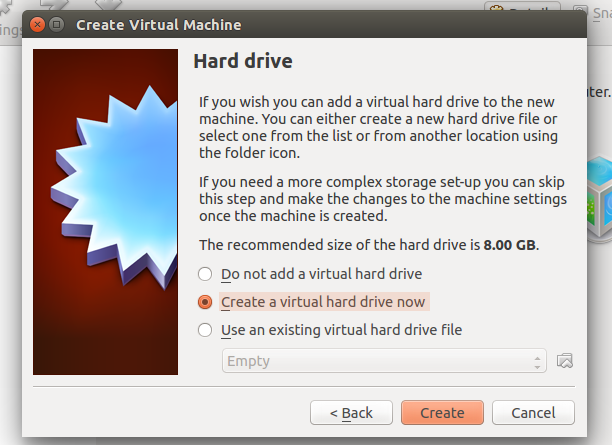 Create Virtual Machine
Hard drive
If you wish you can add a virtual hard drive to the new
machine. You can either create a new hard drive file or
select one from the list or from another location using
the folder icon.
If you need a more complex storage set-up you can skip
this step and make the changes to the machine settings
once the machine is created.
The recommended size of the hard drive is 8.00 GB.
Do not add a virtual hard drive
Create a virtual hard drive now
Use an existing virtual hard drive file
Empty
< Back
Create
Cancel